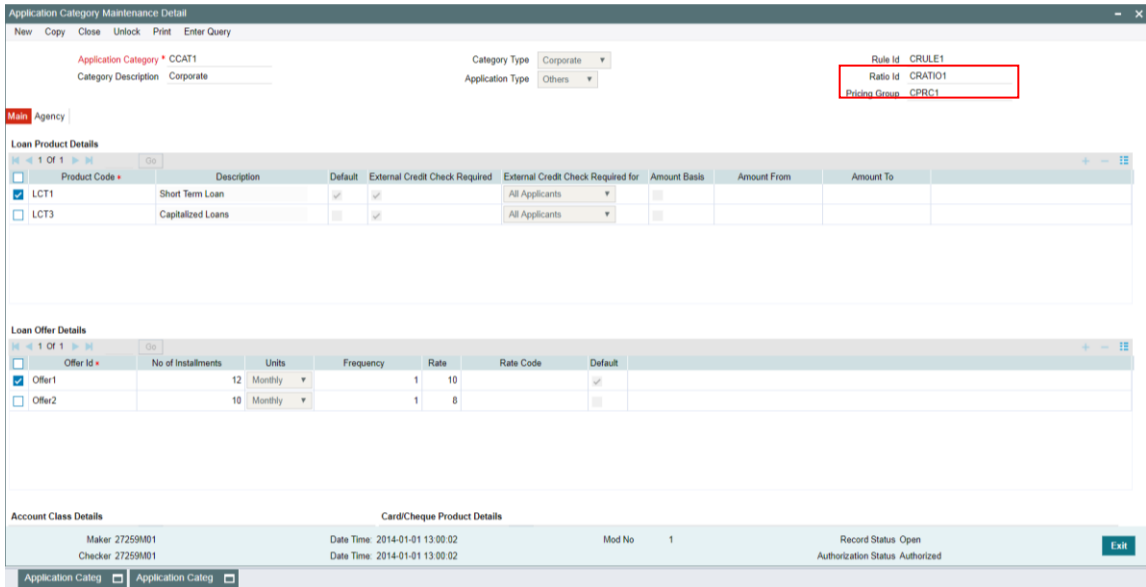 Application Category Maintenance Detail
New Copy Close Unlock Print Enter Query
Application Category * CCAT1 Category Type Corporate Rule Id CRULE1
Category Description Corporate Application Type Others Ratio Id CRATIO1
Pricing Group CPRC1
Main Agency
Loan Product Details
1 Of 1 Go
Product Code * Description Default External Credit Check Required External Credit Check Required for Amount Basis Amount From Amount To
LCT1 Short Term Loan All Applicants
LCT3 Capitalized Loans All Applicants
Loan Offer Details
1 Of 1 Go
Offer Id * No of Installments Units Frequency Rate Rate Code Default
Offer1 12 Monthly 1 10
Offer2 10 Monthly 1 8
Account Class Details Card/Cheque Product Details
Maker 27259M01 Date Time: 2014-01-01 13:00:02 Mod No 1 Record Status Open
Checker 27259M01 Date Time: 2014-01-01 13:00:02 Authorization Status Authorized
Exit
Application Categ Application Categ